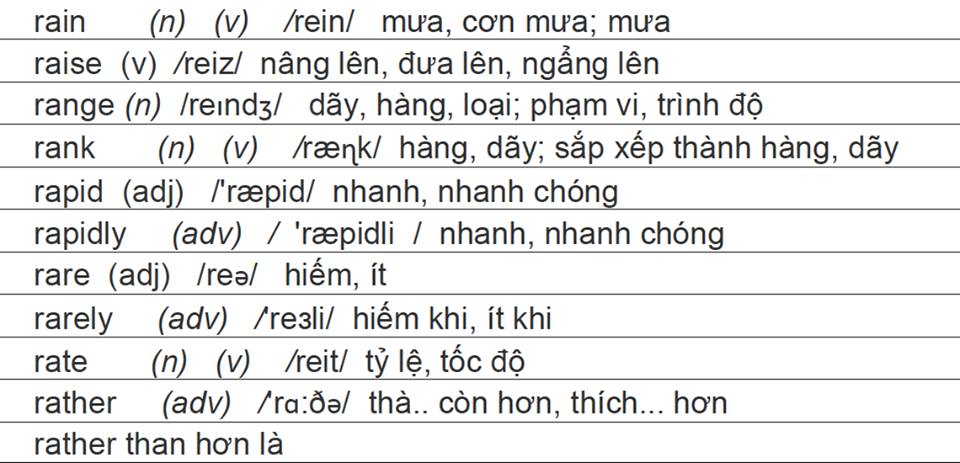 rain (n) (v) /rein/ mưa, cơn mưa; mưa
raise (v) /reiz/ nâng lên, đưa lên, ngẩng lên
range (n) /reɪndʒ/ dãy, hàng, loại; phạm vi, trình độ
rank (n) (v) /ræɳk/ hàng, dãy; sắp xếp thành hàng, dãy
rapid (adj) /'ræpid/ nhanh, nhanh chóng
rapidly (adv) / 'ræpidli / nhanh, nhanh chóng
rare (adj) /reə/ hiếm, ít
rarely (adv) /'reзli/ hiếm khi, ít khi
rate (n) (v) /reit/ tỷ lệ, tốc độ
rather (adv) /'rɑ:ðə/ thà.. còn hơn, thích... hơn
rather than hơn là